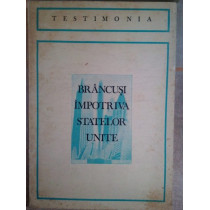 TESTIMONIA
BRÂNCUȘI
ÎMPOTRIVA
STATELOR
UNITE